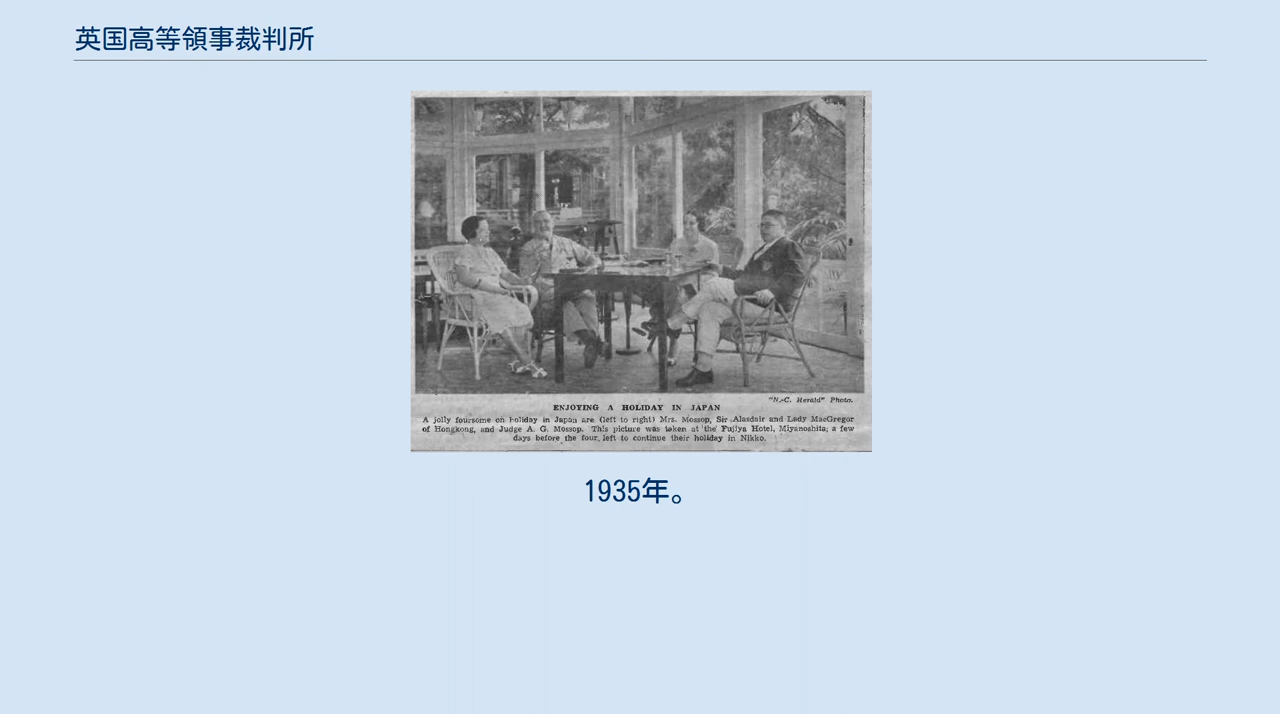 英国高等領事裁判所
"N.-C. Herald" Photo.
ENJOYING A HOLIDAY IN JAPAN
A jolly foursome on holiday in Japan are (left to right) Mrs. Mossop, Sir Alasdair and Lady MacGregor
of Hongkong, and Judge A. G. Mossop. This picture was taken at the Fujiya Hotel, Miyanoshita; a few
days before the four left to continue their holiday in Nikko.
1935年。